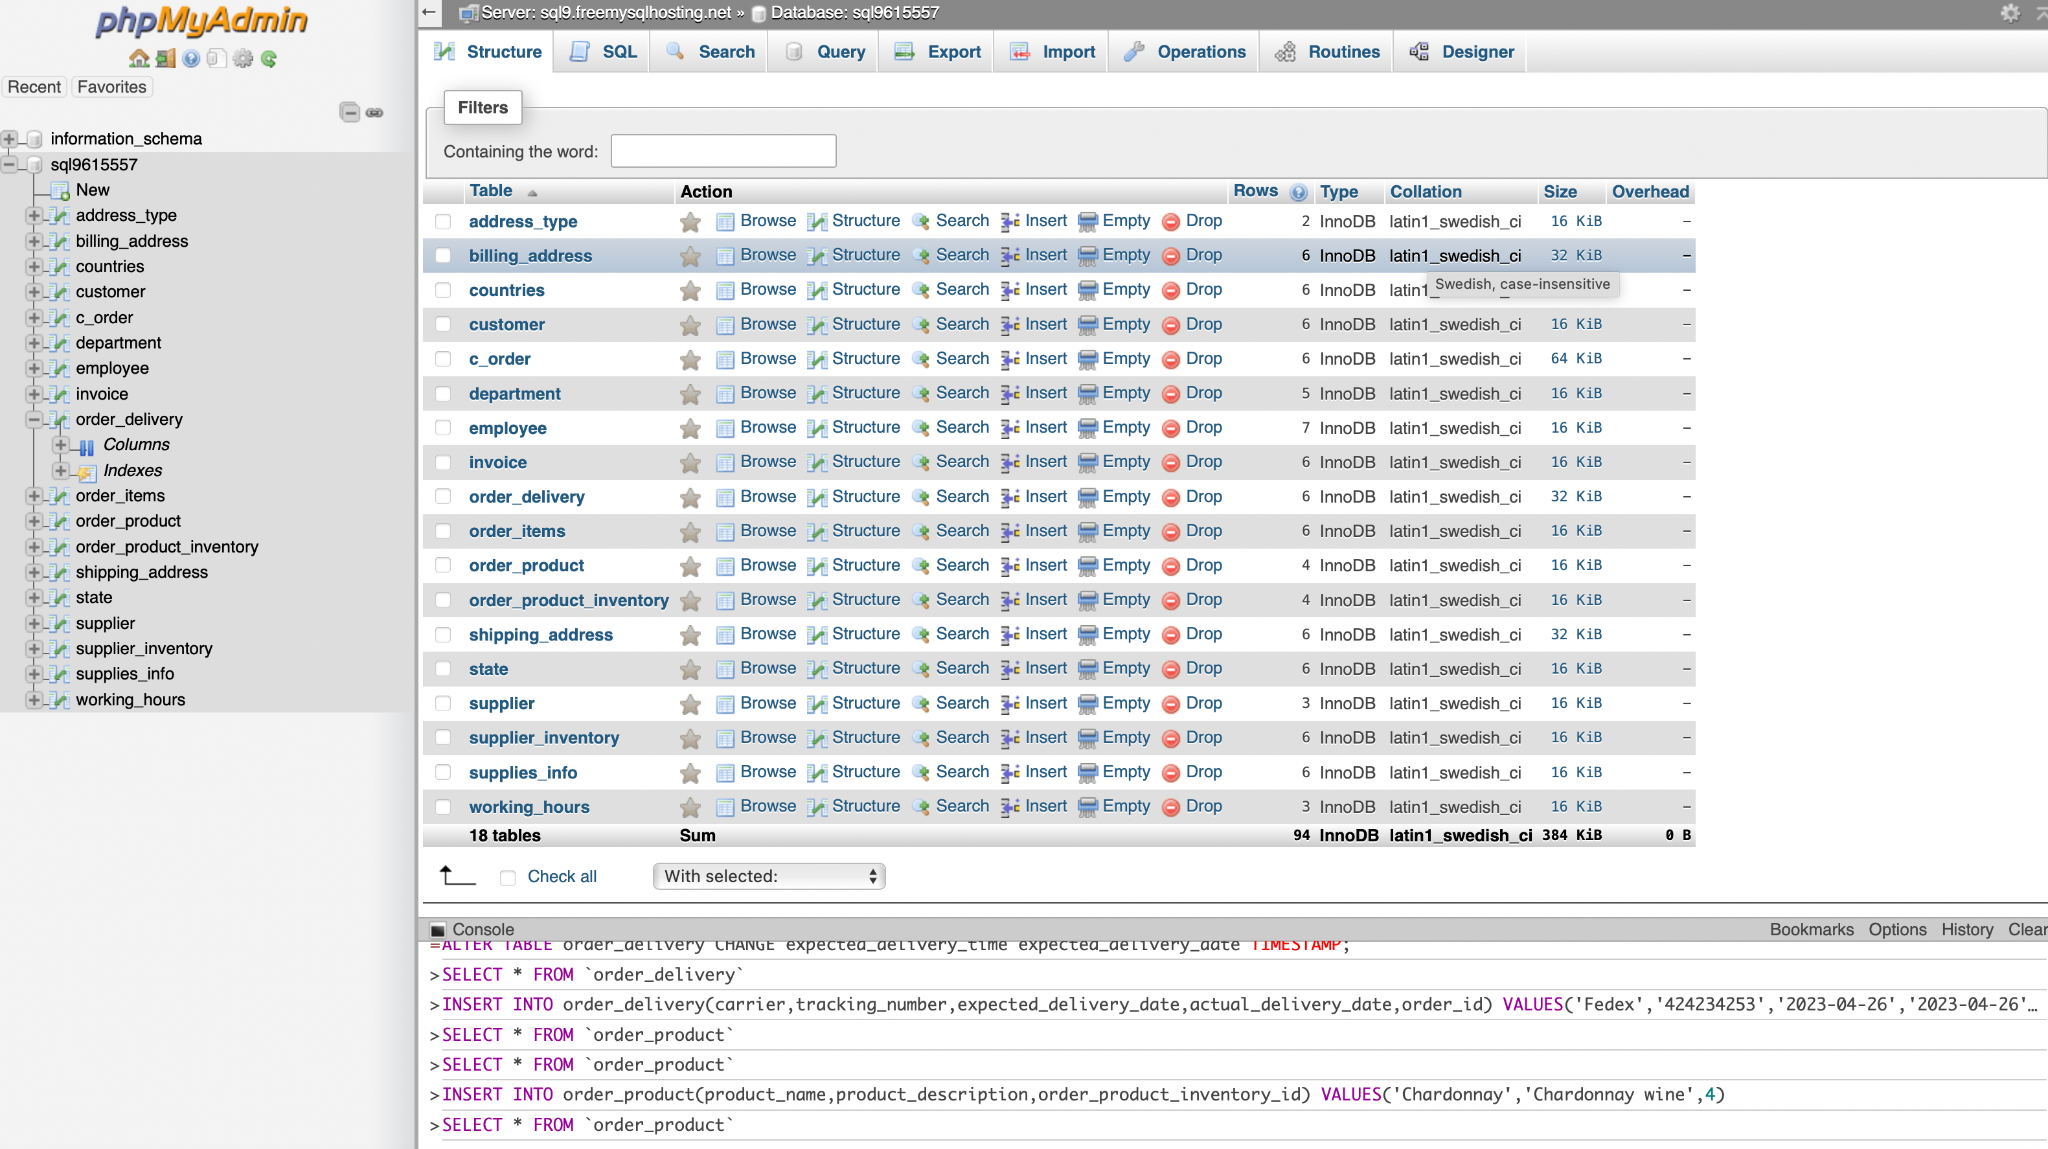 phpMyAdmin
Recent Favorites
information_schema
sql9615557
New
address_type
billing_address
countries
customer
c_order
department
employee
invoice
order_delivery
Columns
Indexes
order_items
order_product
order_product_inventory
shipping_address
state
supplier
supplier_inventory
supplies_info
working_hours
Server: sql9.freemysqlhosting.net » Database: sql9615557
Structure SQL Search Query Export Import Operations Routines Designer
Filters
Containing the word:
Table Action Rows Type Collation Size Overhead
address_type Browse Structure Search Insert Empty Drop 2 InnoDB latin1_swedish_ci 16 KiB –
billing_address Browse Structure Search Insert Empty Drop 6 InnoDB latin1_swedish_ci 32 KiB –
countries Browse Structure Search Insert Empty Drop 6 InnoDB latin1 –
Swedish, case-insensitive
customer Browse Structure Search Insert Empty Drop 6 InnoDB latin1_swedish_ci 16 KiB –
c_order Browse Structure Search Insert Empty Drop 6 InnoDB latin1_swedish_ci 64 KiB –
department Browse Structure Search Insert Empty Drop 5 InnoDB latin1_swedish_ci 16 KiB –
employee Browse Structure Search Insert Empty Drop 7 InnoDB latin1_swedish_ci 16 KiB –
invoice Browse Structure Search Insert Empty Drop 6 InnoDB latin1_swedish_ci 16 KiB –
order_delivery Browse Structure Search Insert Empty Drop 6 InnoDB latin1_swedish_ci 32 KiB –
order_items Browse Structure Search Insert Empty Drop 6 InnoDB latin1_swedish_ci 16 KiB –
order_product Browse Structure Search Insert Empty Drop 4 InnoDB latin1_swedish_ci 16 KiB –
order_product_inventory Browse Structure Search Insert Empty Drop 4 InnoDB latin1_swedish_ci 16 KiB –
shipping_address Browse Structure Search Insert Empty Drop 6 InnoDB latin1_swedish_ci 32 KiB –
state Browse Structure Search Insert Empty Drop 6 InnoDB latin1_swedish_ci 16 KiB –
supplier Browse Structure Search Insert Empty Drop 3 InnoDB latin1_swedish_ci 16 KiB –
supplier_inventory Browse Structure Search Insert Empty Drop 6 InnoDB latin1_swedish_ci 16 KiB –
supplies_info Browse Structure Search Insert Empty Drop 6 InnoDB latin1_swedish_ci 16 KiB –
working_hours Browse Structure Search Insert Empty Drop 3 InnoDB latin1_swedish_ci 16 KiB –
18 tables Sum 94 InnoDB latin1_swedish_ci 384 KiB 0 B
Check all With selected:
Console Bookmarks Options History Clear
=ALTER TABLE order_delivery CHANGE expected_delivery_time expected_delivery_date TIMESTAMP;
>SELECT * FROM `order_delivery`
>INSERT INTO order_delivery(carrier,tracking_number,expected_delivery_date,actual_delivery_date,order_id) VALUES('Fedex','424234253','2023-04-26','2023-04-26'…
>SELECT * FROM `order_product`
>SELECT * FROM `order_product`
>INSERT INTO order_product(product_name,product_description,order_product_inventory_id) VALUES('Chardonnay','Chardonnay wine',4)
>SELECT * FROM `order_product`